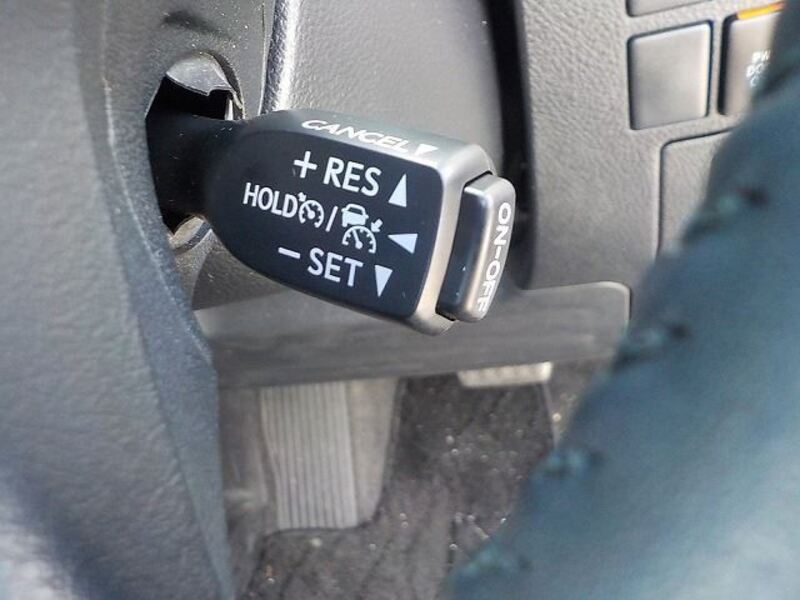 CANCEL▼
+ RES ▲
HOLD / ◀
− SET ▼
ON-OFF